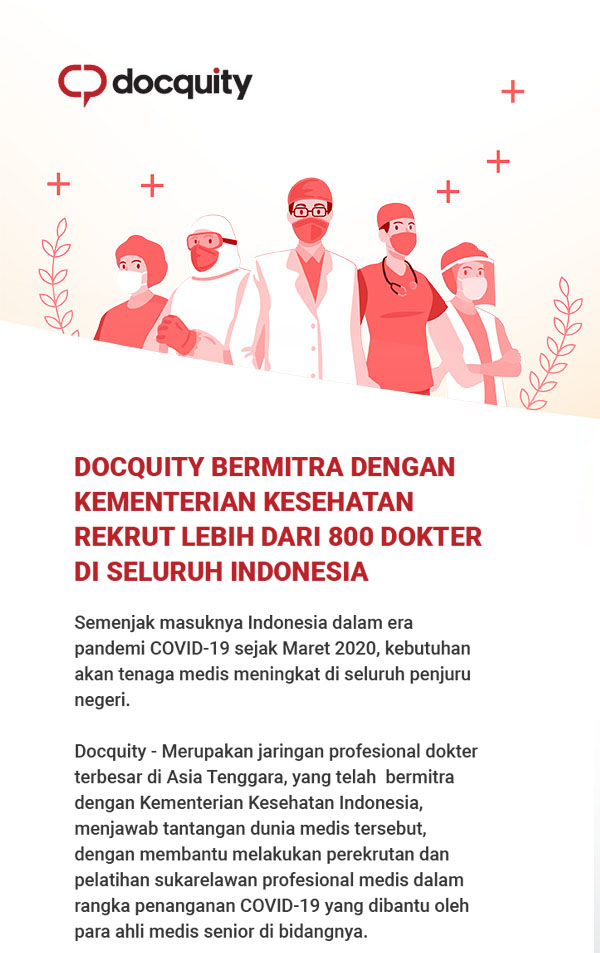 docquity
DOCQUITY BERMITRA DENGAN
KEMENTERIAN KESEHATAN
REKRUT LEBIH DARI 800 DOKTER
DI SELURUH INDONESIA
Semenjak masuknya Indonesia dalam era
pandemi COVID-19 sejak Maret 2020, kebutuhan
akan tenaga medis meningkat di seluruh penjuru
negeri.
Docquity - Merupakan jaringan profesional dokter
terbesar di Asia Tenggara, yang telah bermitra
dengan Kementerian Kesehatan Indonesia,
menjawab tantangan dunia medis tersebut,
dengan membantu melakukan perekrutan dan
pelatihan sukarelawan profesional medis dalam
rangka penanganan COVID-19 yang dibantu oleh
para ahli medis senior di bidangnya.